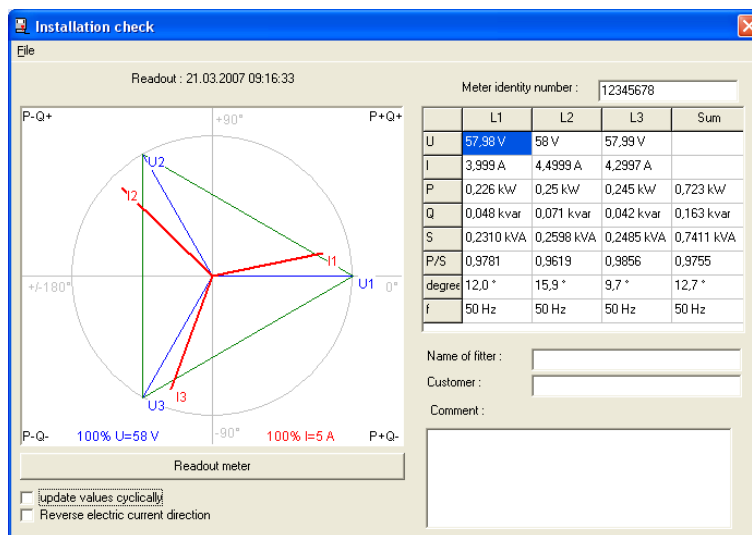 Installation check
File
Readout : 21.03.2007 09:16:33
Meter identity number : 12345678
P-Q+ +90° P+Q+
U2
I2
I1
+/-180° U1 0°
I3
U3
P-Q- 100% U=58 V -90° 100% I=5 A P+Q-
L1 L2 L3 Sum
U 57,98 V 58 V 57,99 V
I 3,999 A 4,4999 A 4,2997 A
P 0,226 kW 0,25 kW 0,245 kW 0,723 kW
Q 0,048 kvar 0,071 kvar 0,042 kvar 0,163 kvar
S 0,2310 kVA 0,2598 kVA 0,2485 kVA 0,7411 kVA
P/S 0,9781 0,9619 0,9856 0,9755
degree 12,0 ° 15,9 ° 9,7 ° 12,7 °
f 50 Hz 50 Hz 50 Hz 50 Hz
Name of fitter :
Customer :
Comment :
Readout meter
update values cyclically
Reverse electric current direction